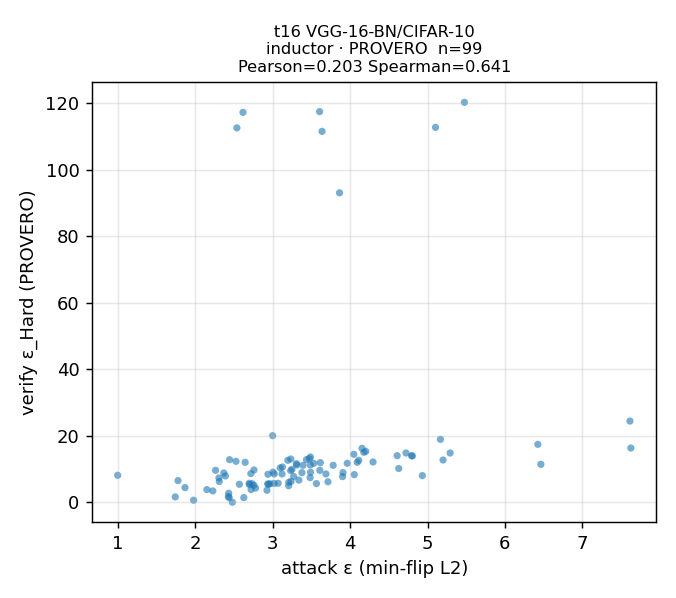 t16 VGG-16-BN/CIFAR-10
inductor · PROVERO  n=99
Pearson=0.203 Spearman=0.641
120
100
80
60
40
20
0
verify ε_Hard (PROVERO)
1 2 3 4 5 6 7
attack ε (min-flip L2)